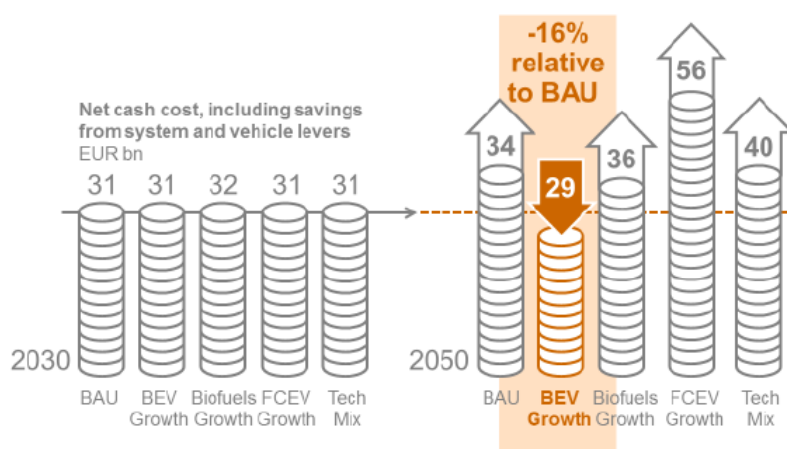 -16%
relative
to BAU
Net cash cost, including savings
from system and vehicle levers
EUR bn
31 31 32 31 31
34 29 36 56 40
2030
BAU BEV Growth Biofuels Growth FCEV Growth Tech Mix
2050
BAU BEV Growth Biofuels Growth FCEV Growth Tech Mix